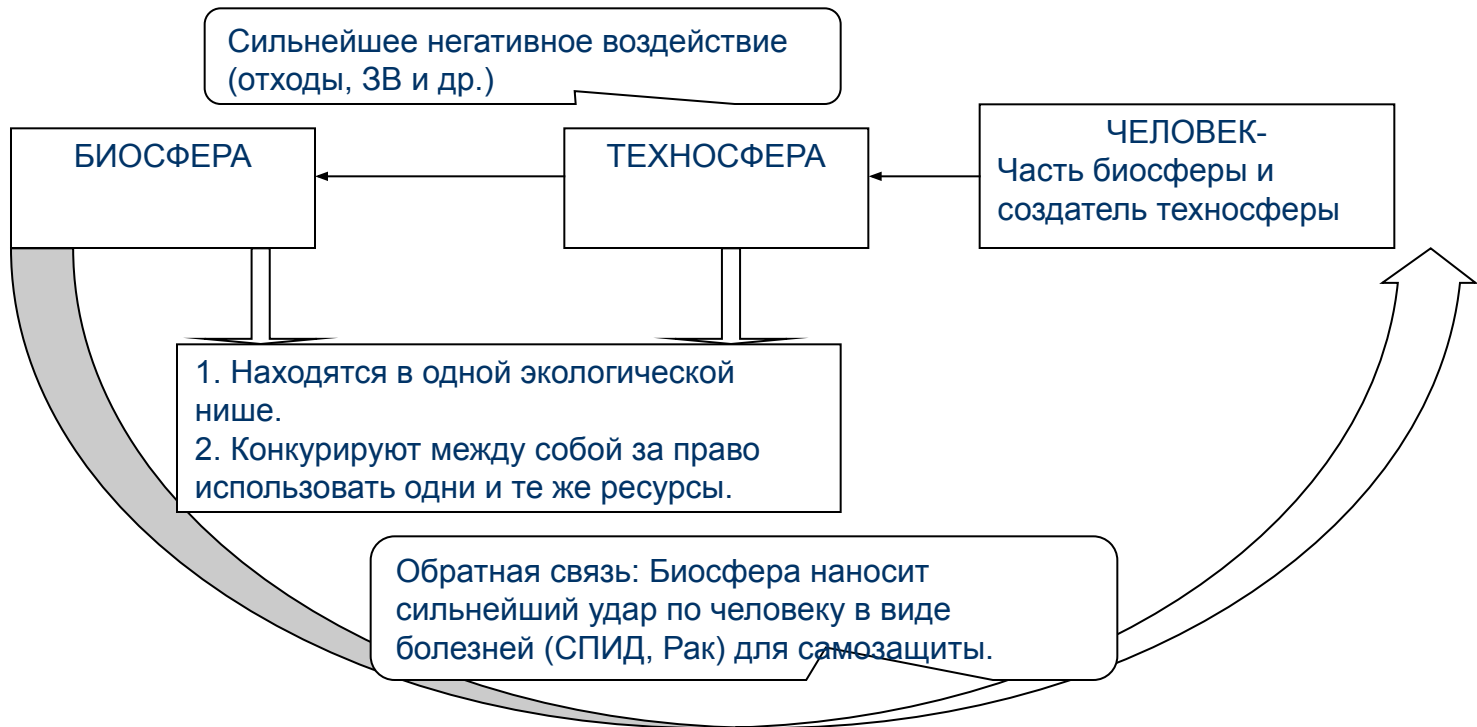 Сильнейшее негативное воздействие
(отходы, ЗВ и др.)
БИОСФЕРА
ТЕХНОСФЕРА
ЧЕЛОВЕК-
Часть биосферы и
создатель техносферы
1. Находятся в одной экологической
нише.
2. Конкурируют между собой за право
использовать одни и те же ресурсы.
Обратная связь: Биосфера наносит
сильнейший удар по человеку в виде
болезней (СПИД, Рак) для самозащиты.